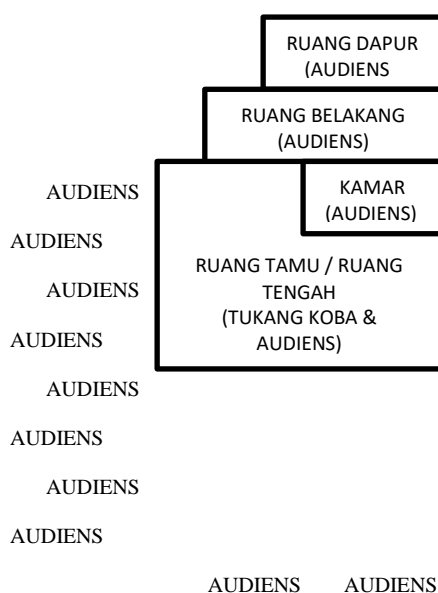 RUANG DAPUR
(AUDIENS
RUANG BELAKANG
(AUDIENS)
AUDIENS
KAMAR
(AUDIENS)
AUDIENS
RUANG TAMU / RUANG
TENGAH
(TUKANG KOBA &
AUDIENS)
AUDIENS
AUDIENS
AUDIENS
AUDIENS
AUDIENS
AUDIENS
AUDIENS AUDIENS